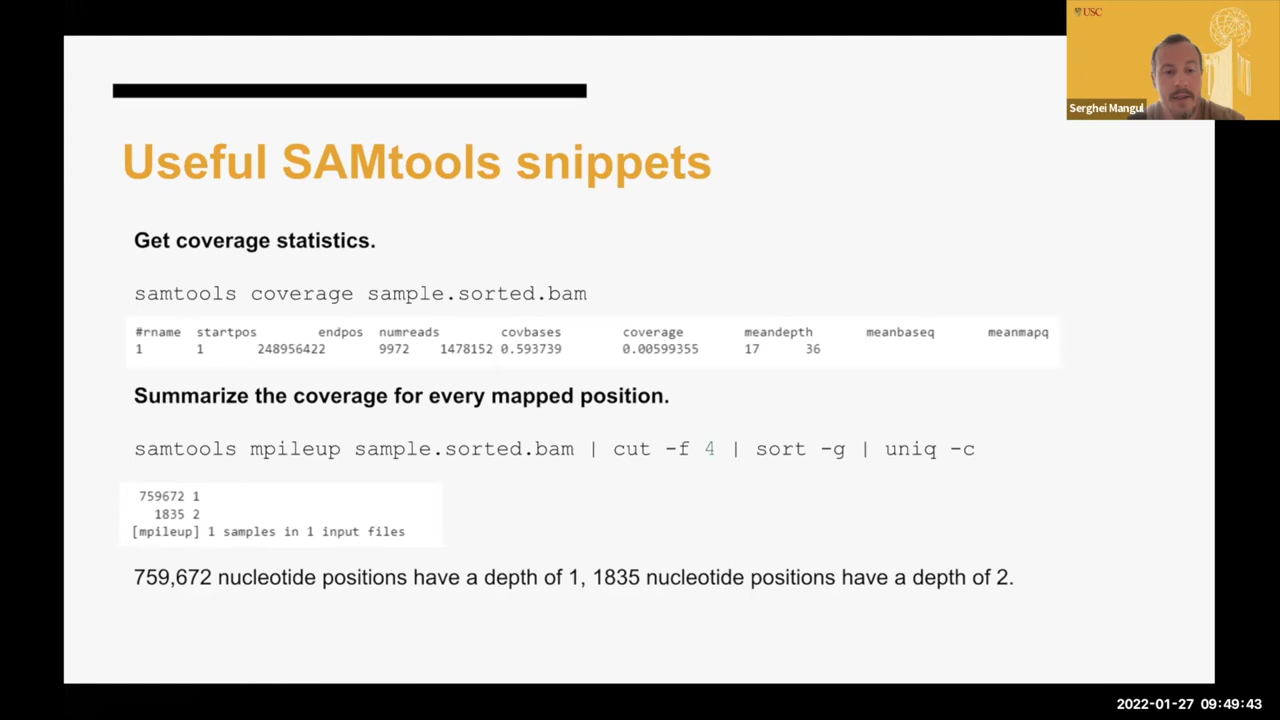 USC
Serghei Mangul
Useful SAMtools snippets
Get coverage statistics.
samtools coverage sample.sorted.bam
#rname startpos endpos numreads covbases coverage meandepth meanbaseq meanmapq
1 1 248956422 9972 1478152 0.593739 0.00599355 17 36
Summarize the coverage for every mapped position.
samtools mpileup sample.sorted.bam | cut -f 4 | sort -g | uniq -c
759672 1
1835 2
[mpileup] 1 samples in 1 input files
759,672 nucleotide positions have a depth of 1, 1835 nucleotide positions have a depth of 2.
2022-01-27 09:49:43